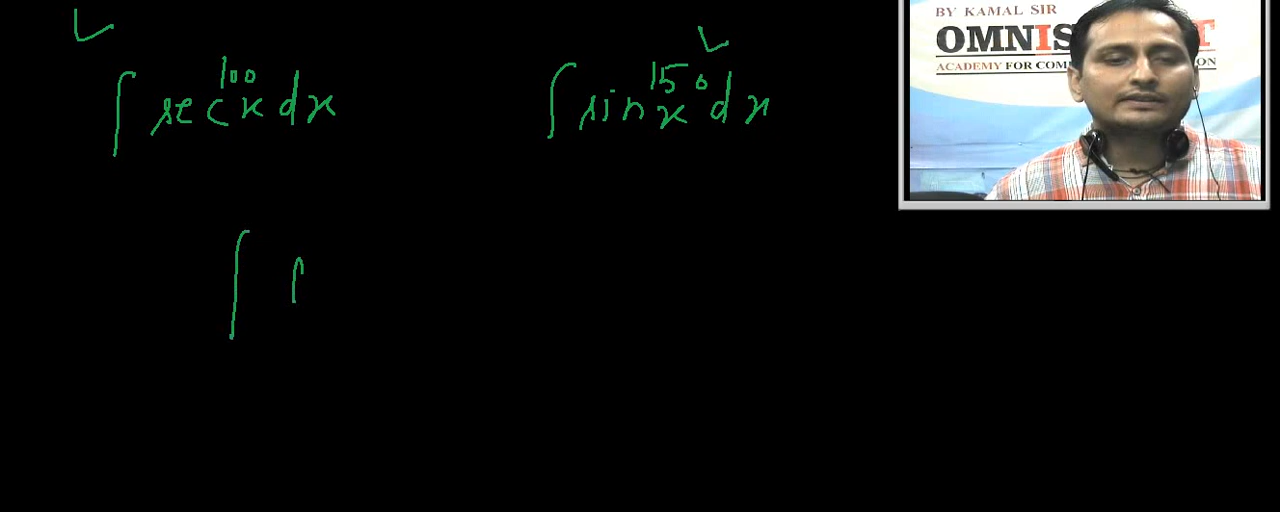 ∫ sec¹⁰⁰x dx ∫ sin¹⁵⁰x dx
∫
BY KAMAL SIR
OMNIS
ACADEMY FOR COM